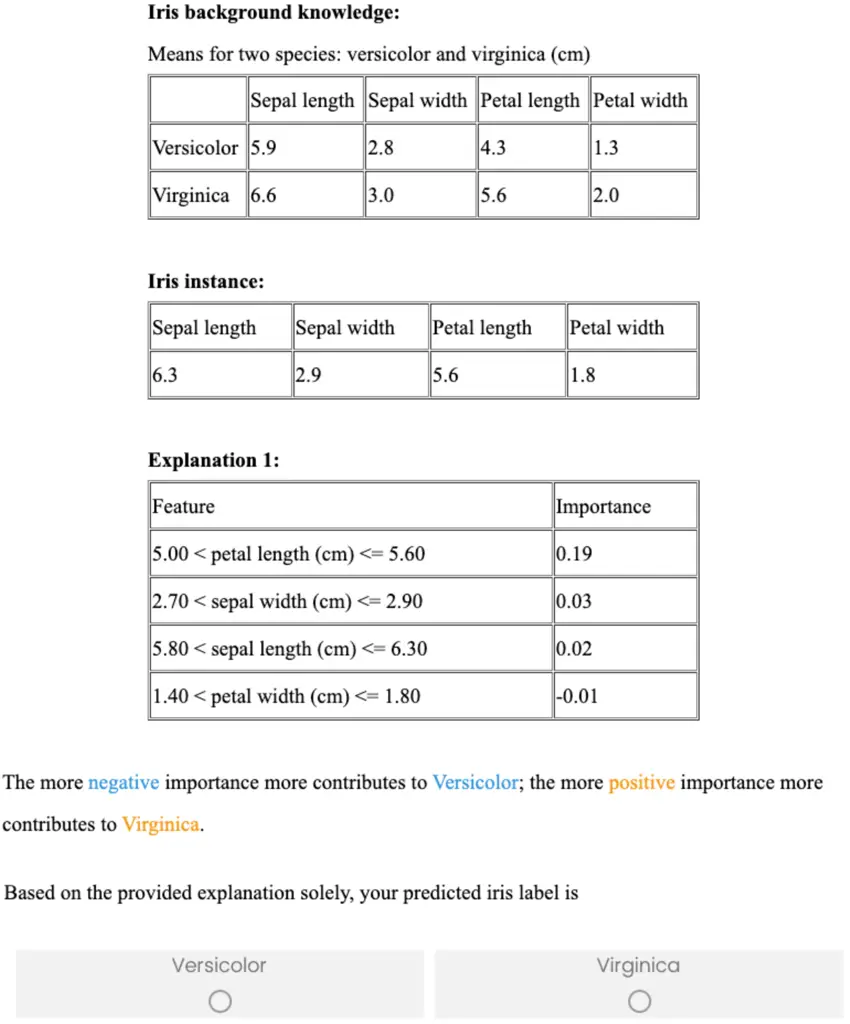 Iris background knowledge:
Means for two species: versicolor and virginica (cm)
Sepal length Sepal width Petal length Petal width
Versicolor 5.9 2.8 4.3 1.3
Virginica 6.6 3.0 5.6 2.0
Iris instance:
Sepal length Sepal width Petal length Petal width
6.3 2.9 5.6 1.8
Explanation 1:
Feature Importance
5.00 < petal length (cm) <= 5.60 0.19
2.70 < sepal width (cm) <= 2.90 0.03
5.80 < sepal length (cm) <= 6.30 0.02
1.40 < petal width (cm) <= 1.80 -0.01
The more negative importance more contributes to Versicolor; the more positive importance more
contributes to Virginica.
Based on the provided explanation solely, your predicted iris label is
Versicolor Virginica